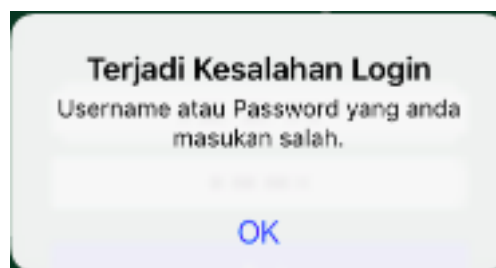 Terjadi Kesalahan Login
Username atau Password yang anda
masukan salah.
OK